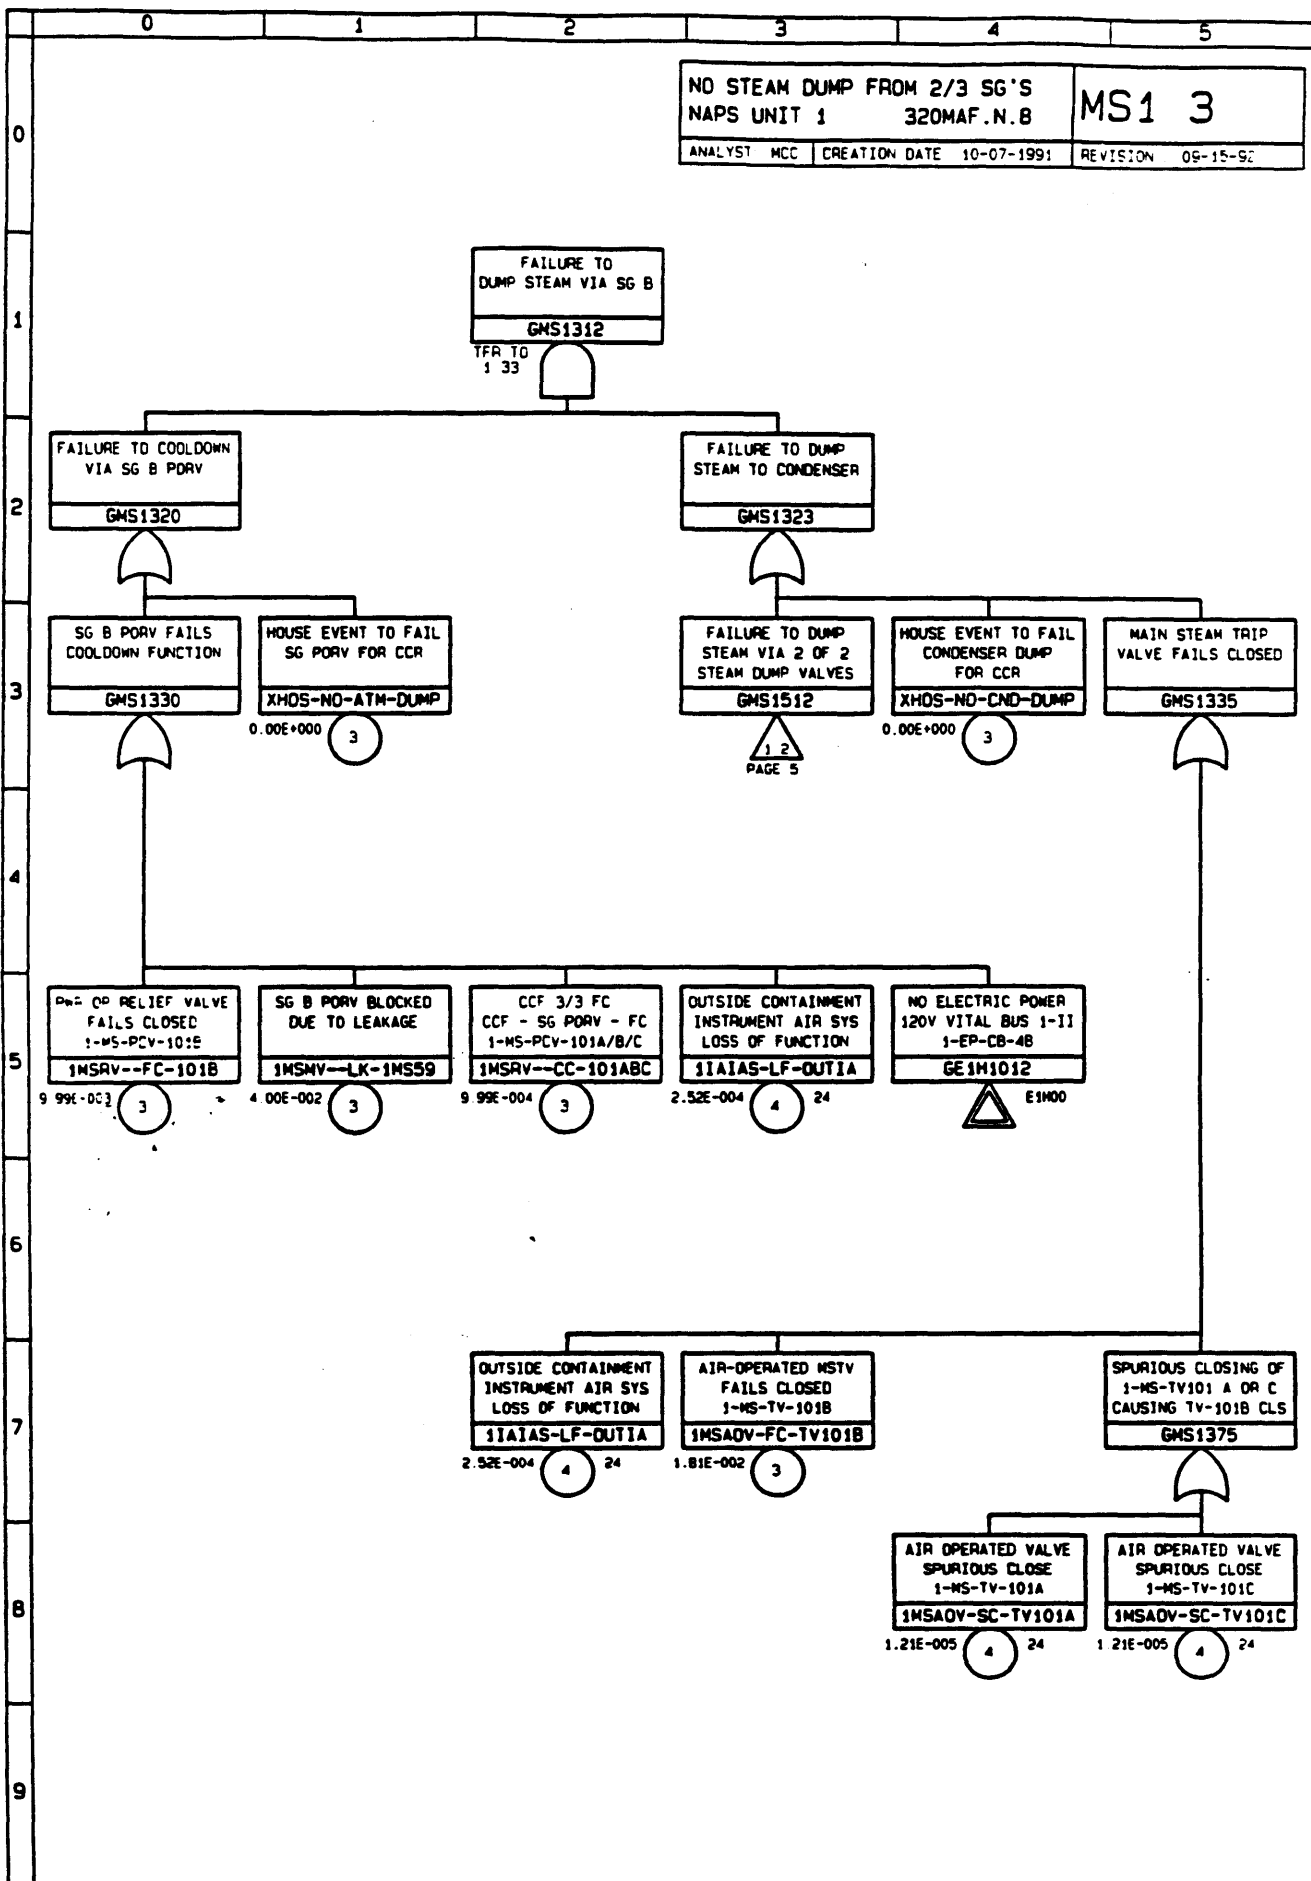 0 1 2 3 4 5
NO STEAM DUMP FROM 2/3 SG'S
NAPS UNIT 1 320MAF.N.8
MS1 3
ANALYST MCC CREATION DATE 10-07-1991 REVISION
0
FAILURE TO
DUMP STEAM VIA SG B
GMS1312
TFR TO
1 33
1
FAILURE TO COOLDOWN
VIA SG B PORV
GMS1320
FAILURE TO DUMP
STEAM TO CONDENSER
GMS1323
2
SG B PORV FAILS
COOLDOWN FUNCTION
GMS1330
HOUSE EVENT TO FAIL
SG PORV FOR CCR
XHOS-NO-ATM-DUMP
0.00E+000
3
FAILURE TO DUMP
STEAM VIA 2 OF 2
STEAM DUMP VALVES
GMS1512
1 2
PAGE 5
HOUSE EVENT TO FAIL
CONDENSER DUMP
FOR CCR
XHOS-NO-CND-DUMP
0.00E+000
3
MAIN STEAM TRIP
VALVE FAILS CLOSED
GMS1335
3
4
OP RELIEF VALVE
FAILS CLOSED
1-MS-PCV-101B
1MSRV--FC-101B
9.99E-003
3
SG B PORV BLOCKED
DUE TO LEAKAGE
1MSMV--LK-1MS59
4.00E-002
3
CCF 3/3 FC
CCF - SG PORV - FC
1-MS-PCV-101A/B/C
1MSRV--CC-101ABC
9.99E-004
3
OUTSIDE CONTAINMENT
INSTRUMENT AIR SYS
LOSS OF FUNCTION
1IAIAS-LF-OUTIA
2.52E-004
4
24
NO ELECTRIC POWER
120V VITAL BUS 1-II
1-EP-CB-4B
GE1H1012
E1H00
5
6
OUTSIDE CONTAINMENT
INSTRUMENT AIR SYS
LOSS OF FUNCTION
1IAIAS-LF-OUTIA
2.52E-004
4
24
AIR-OPERATED MSTV
FAILS CLOSED
1-MS-TV-101B
1MSAOV-FC-TV101B
1.81E-002
3
SPURIOUS CLOSING OF
1-MS-TV101 A OR C
CAUSING TV-101B CLS
GMS1375
7
AIR OPERATED VALVE
SPURIOUS CLOSE
1-MS-TV-101A
1MSAOV-SC-TV101A
1.21E-005
4
24
AIR OPERATED VALVE
SPURIOUS CLOSE
1-MS-TV-101C
1MSAOV-SC-TV101C
1.21E-005
4
24
8
9